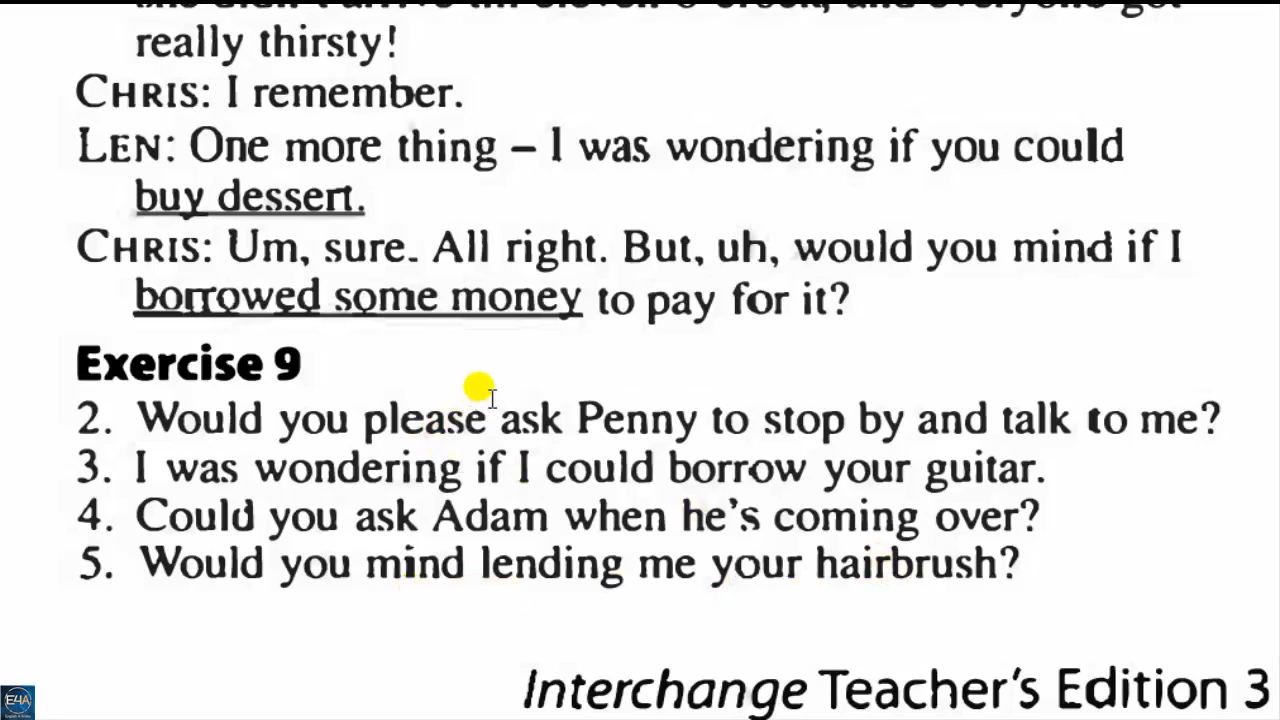 really thirsty!
CHRIS: I remember.
LEN: One more thing – I was wondering if you could
buy dessert.
CHRIS: Um, sure. All right. But, uh, would you mind if I
borrowed some money to pay for it?
Exercise 9
2. Would you please ask Penny to stop by and talk to me?
3. I was wondering if I could borrow your guitar.
4. Could you ask Adam when he's coming over?
5. Would you mind lending me your hairbrush?
Interchange Teacher's Edition 3
E4A